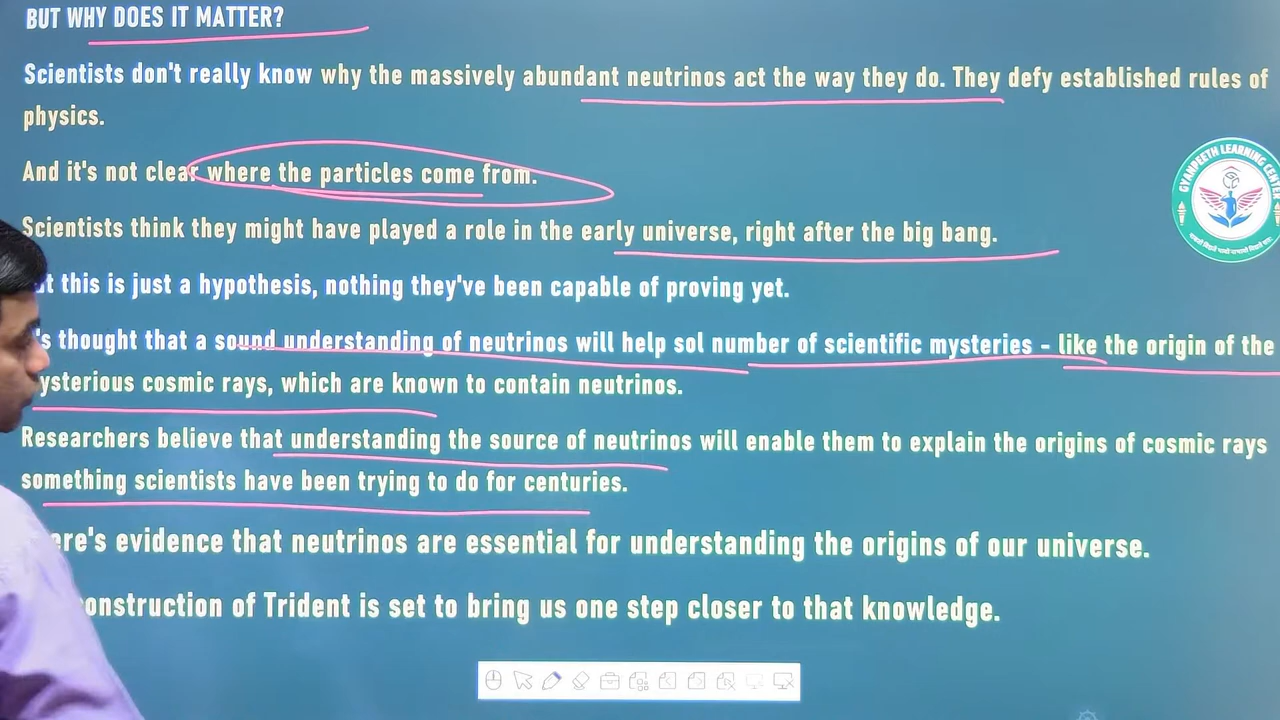 BUT WHY DOES IT MATTER?
Scientists don't really know why the massively abundant neutrinos act the way they do. They defy established rules of
physics.
And it's not clear where the particles come from.
Scientists think they might have played a role in the early universe, right after the big bang.
this is just a hypothesis, nothing they've been capable of proving yet.
thought that a sound understanding of neutrinos will help sol number of scientific mysteries - like the origin of the
cosmic rays, which are known to contain neutrinos.
Researchers believe that understanding the source of neutrinos will enable them to explain the origins of cosmic rays
something scientists have been trying to do for centuries.
evidence that neutrinos are essential for understanding the origins of our universe.
of Trident is set to bring us one step closer to that knowledge.
GYANPEETH LEARNING CENTER